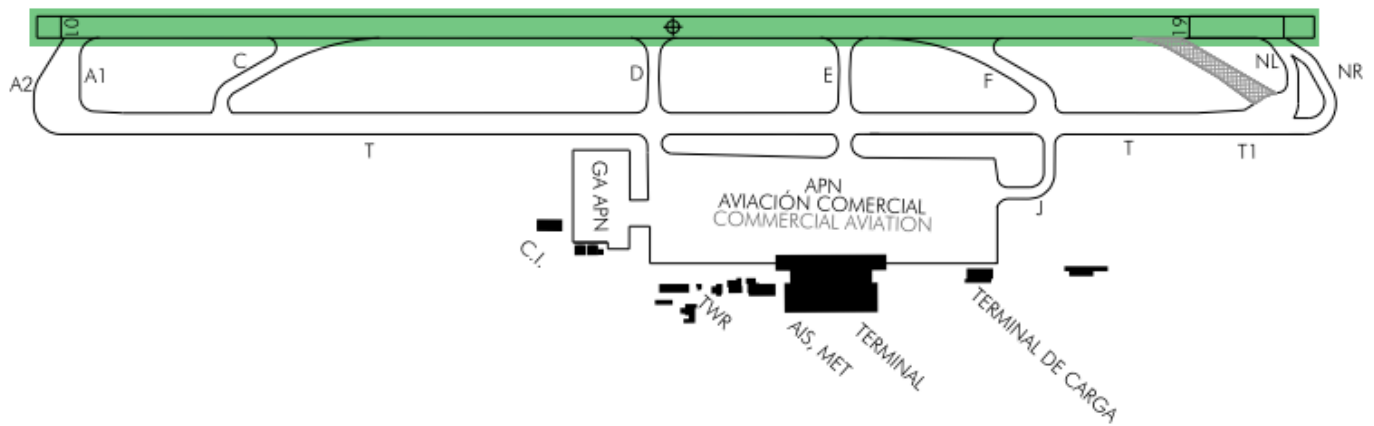 01
19
A2
A1
C
D
E
F
NL
NR
T
T
T1
GA APN
APN
AVIACIÓN COMERCIAL
COMMERCIAL AVIATION
J
C.I.
TWR
AIS, MET
TERMINAL
TERMINAL DE CARGA